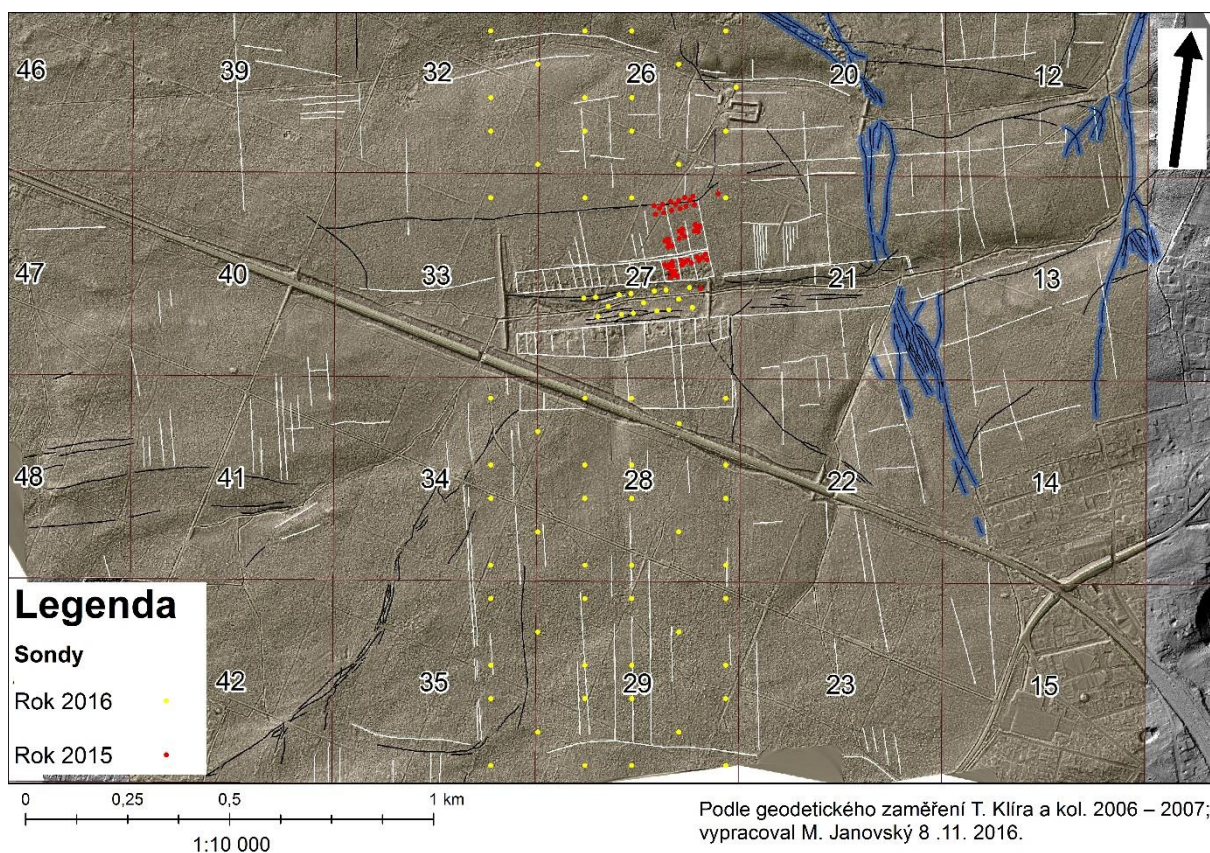 46 39 32 26 20 12
47 40 33 27 21 13
48 41 34 28 22 14
42 35 29 23 15
Legenda
Sondy
Rok 2016
Rok 2015
0 0,25 0,5 1 km
1:10 000
Podle geodetického zaměření T. Klíra a kol. 2006 – 2007;
vypracoval M. Janovský 8 .11. 2016.